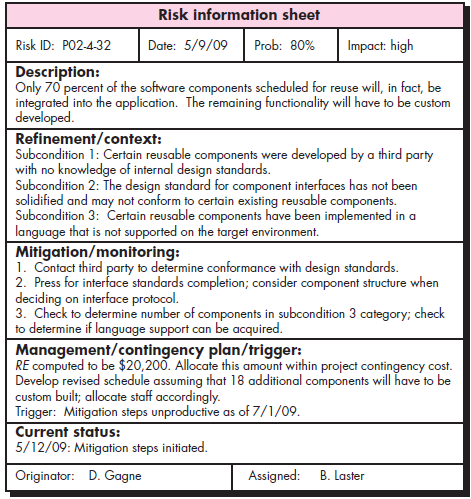 Risk information sheet
Risk ID: P02-4-32 Date: 5/9/09 Prob: 80% Impact: high
Description:
Only 70 percent of the software components scheduled for reuse will, in fact, be
integrated into the application. The remaining functionality will have to be custom
developed.
Refinement/context:
Subcondition 1: Certain reusable components were developed by a third party
with no knowledge of internal design standards.
Subcondition 2: The design standard for component interfaces has not been
solidified and may not conform to certain existing reusable components.
Subcondition 3: Certain reusable components have been implemented in a
language that is not supported on the target environment.
Mitigation/monitoring:
1. Contact third party to determine conformance with design standards.
2. Press for interface standards completion; consider component structure when
deciding on interface protocol.
3. Check to determine number of components in subcondition 3 category; check
to determine if language support can be acquired.
Management/contingency plan/trigger:
RE computed to be $20,200. Allocate this amount within project contingency cost.
Develop revised schedule assuming that 18 additional components will have to be
custom built; allocate staff accordingly.
Trigger: Mitigation steps unproductive as of 7/1/09.
Current status:
5/12/09: Mitigation steps initiated.
Originator: D. Gagne Assigned: B. Laster